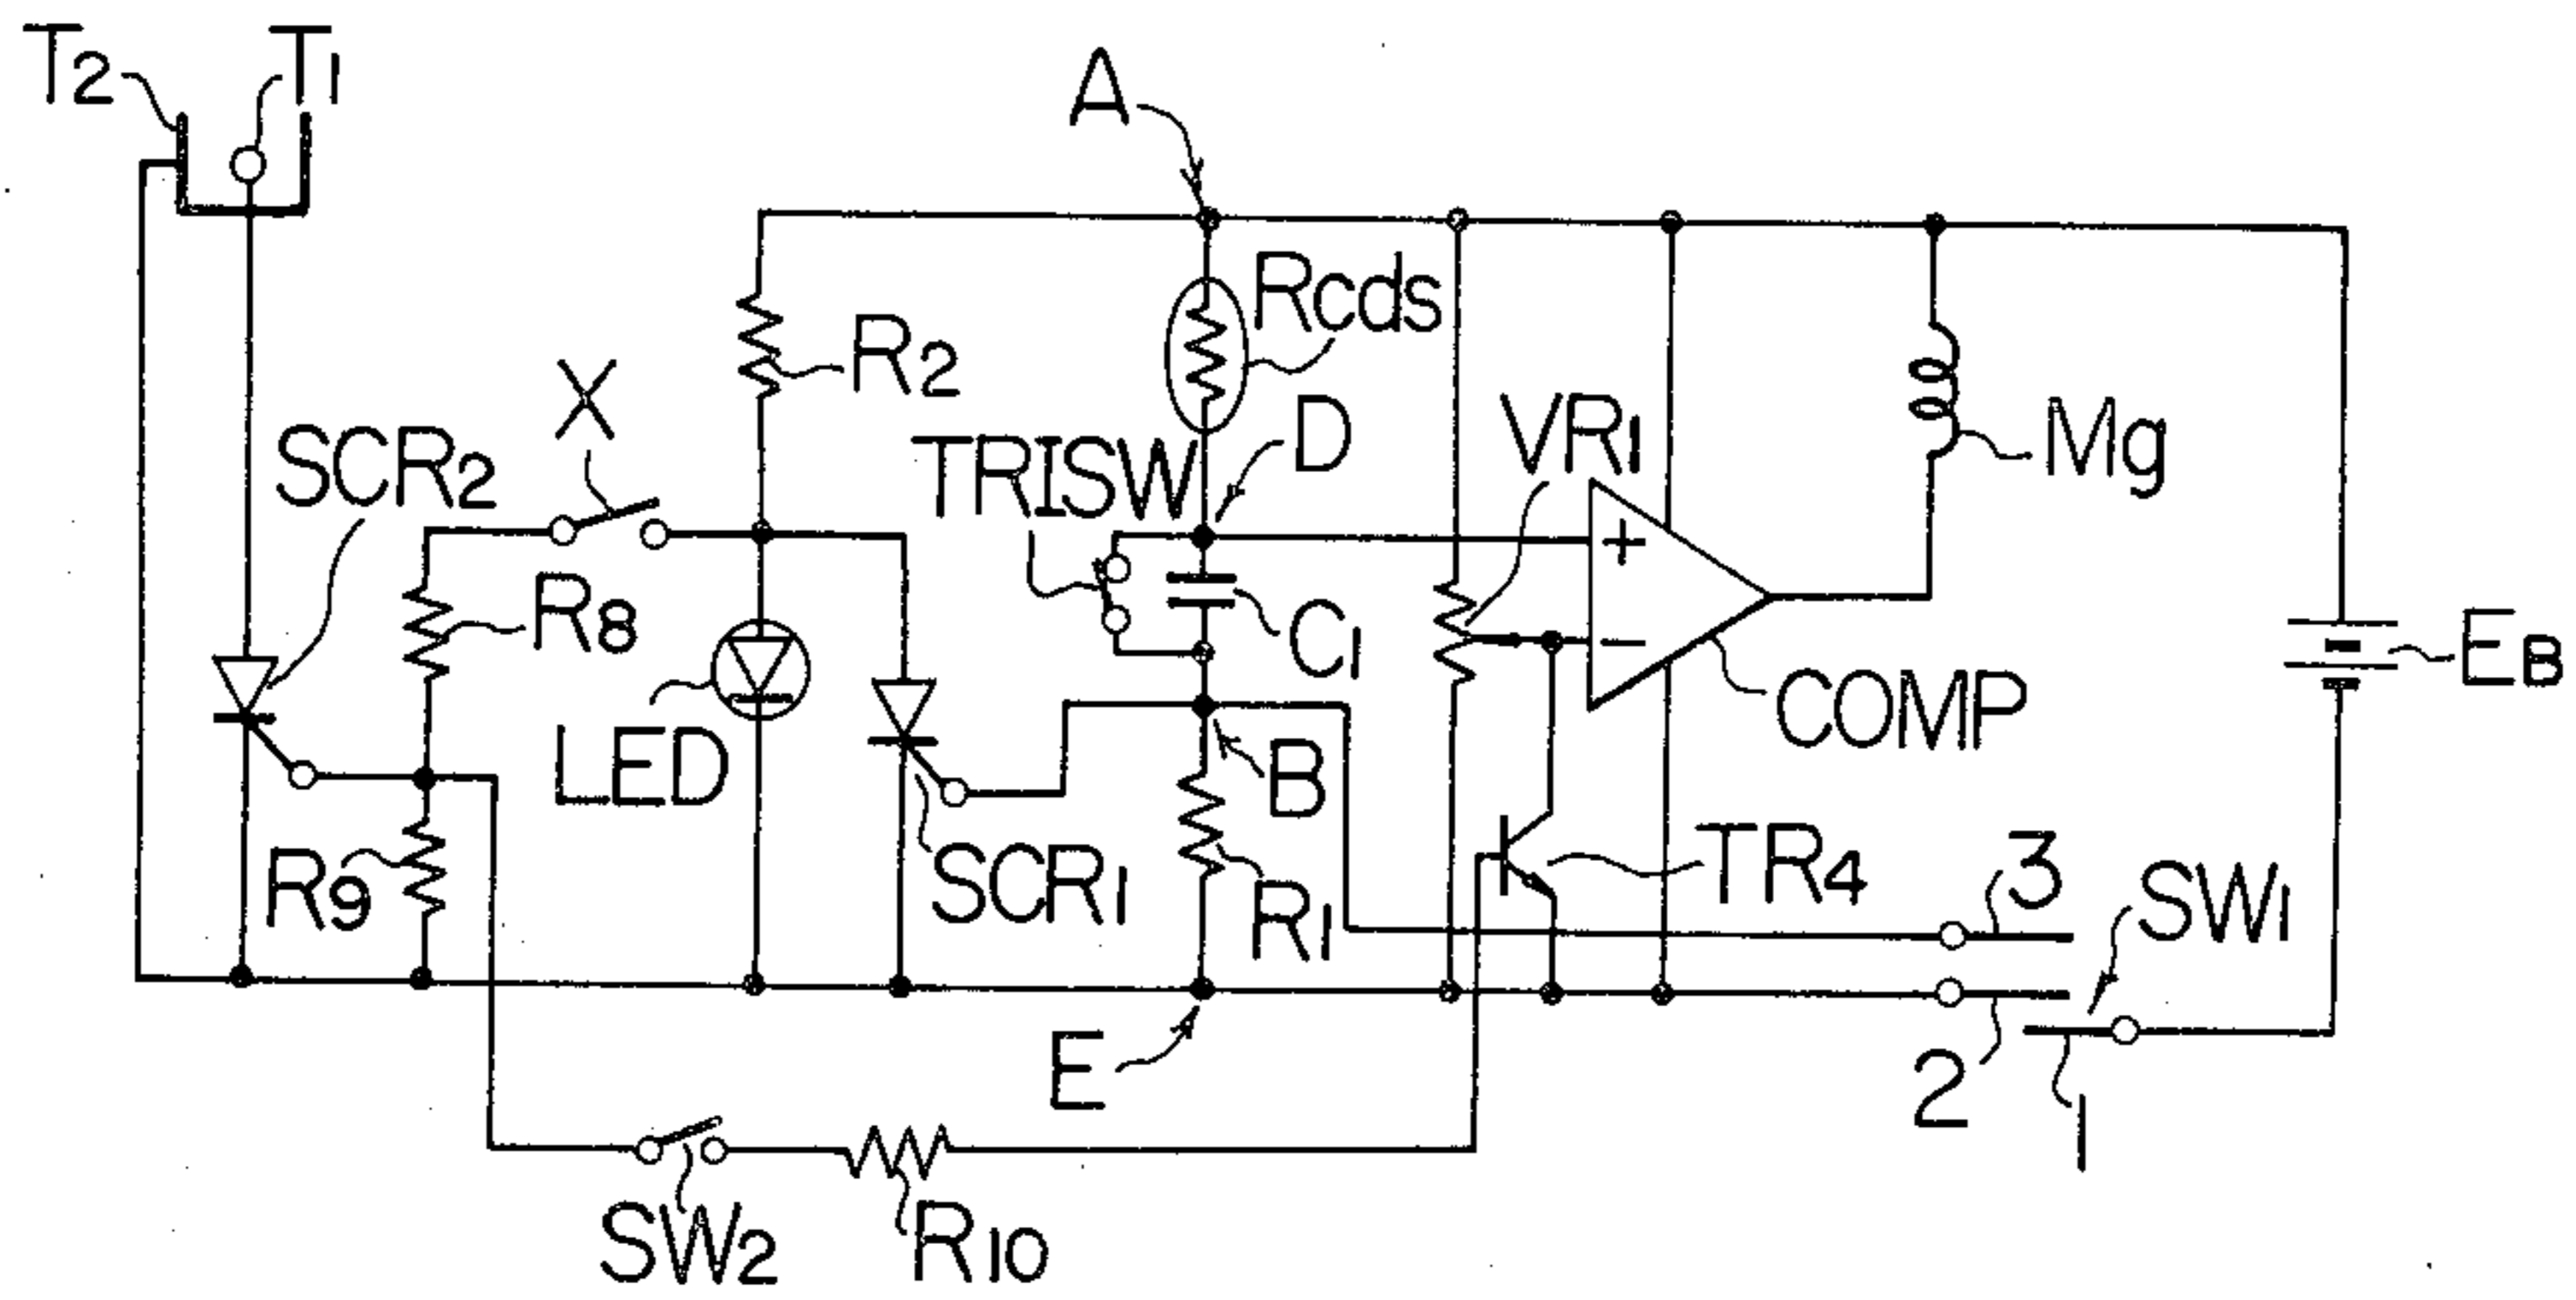 T2
T1
A
Rcds
R2
X
D
VR1
Mg
SCR2
TRISW
R8
C1
EB
LED
COMP
B
R9
SCR1
R1
TR4
3
SW1
E
2
1
SW2
R10
+
−